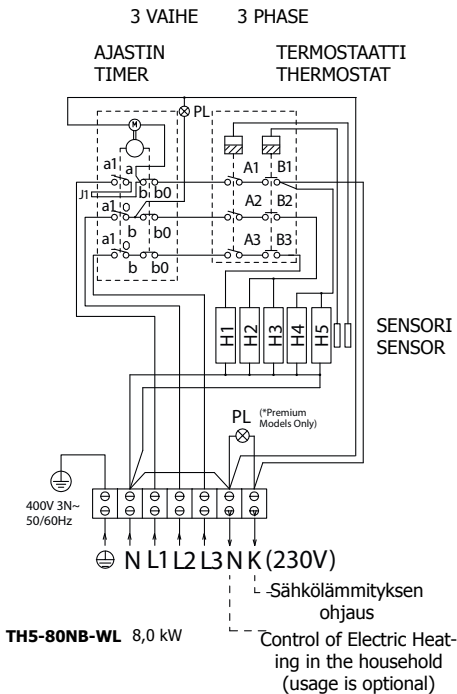 3 VAIHE 3 PHASE
AJASTIN
TIMER
TERMOSTAATTI
THERMOSTAT
PL
M
a1 a b b0 A1 B1
J1
a1 b b0 A2 B2
a1 b b0 A3 B3
H1 H2 H3 H4 H5
SENSORI
SENSOR
PL (*Premium
Models Only)
400V 3N~
50/60Hz
N L1 L2 L3 N K (230V)
Sähkölämmityksen
ohjaus
TH5-80NB-WL 8,0 kW
Control of Electric Heat-
ing in the household
(usage is optional)